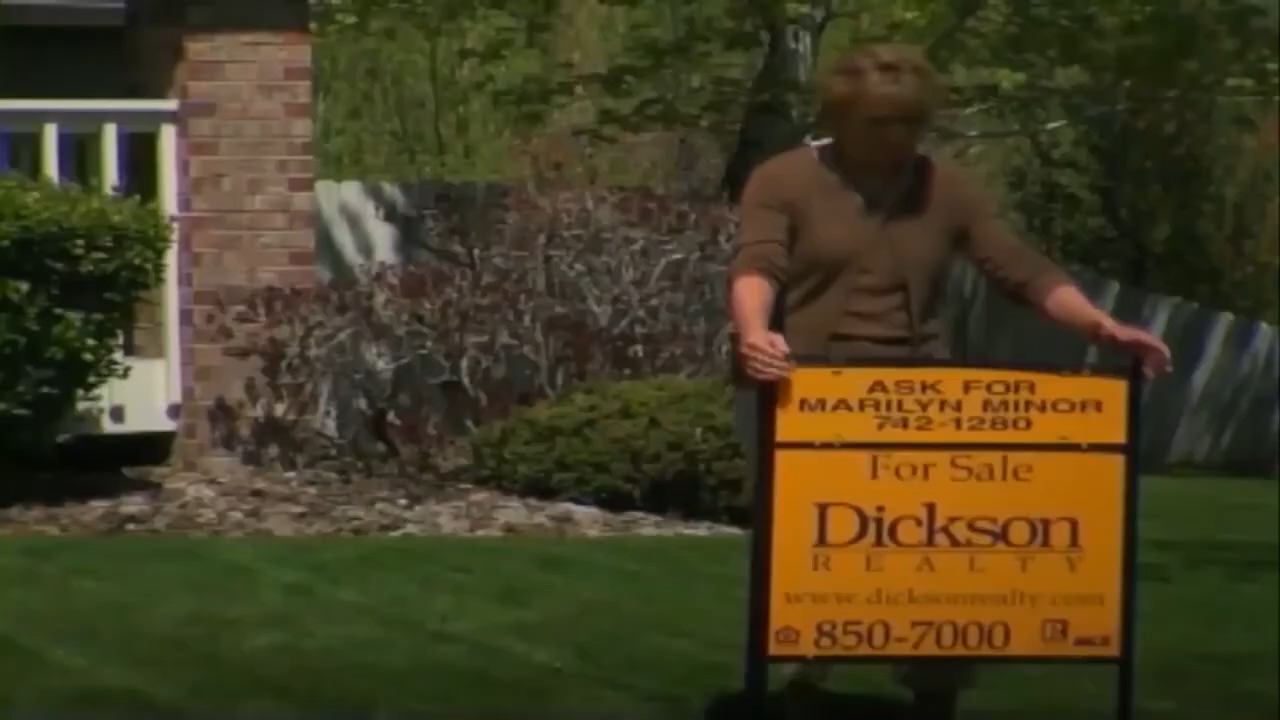 ASK FOR
MARILYN MINOR
742-1280
For Sale
Dickson
REALTY
www.dicksonrealty.com
850-7000